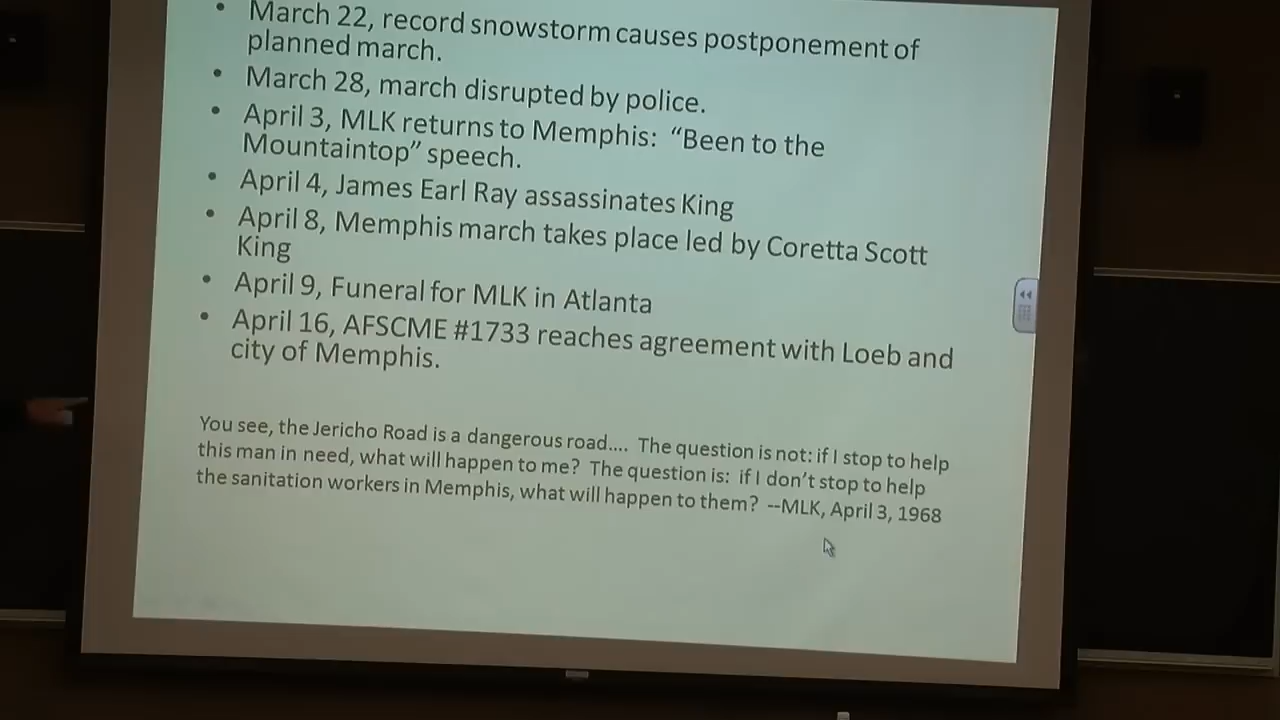 • March 22, record snowstorm causes postponement of
planned march.
• March 28, march disrupted by police.
• April 3, MLK returns to Memphis: “Been to the
Mountaintop” speech.
• April 4, James Earl Ray assassinates King
• April 8, Memphis march takes place led by Coretta Scott
King
• April 9, Funeral for MLK in Atlanta
• April 16, AFSCME #1733 reaches agreement with Loeb and
city of Memphis.
You see, the Jericho Road is a dangerous road.... The question is not: if I stop to help
this man in need, what will happen to me? The question is: if I don’t stop to help
the sanitation workers in Memphis, what will happen to them? --MLK, April 3, 1968